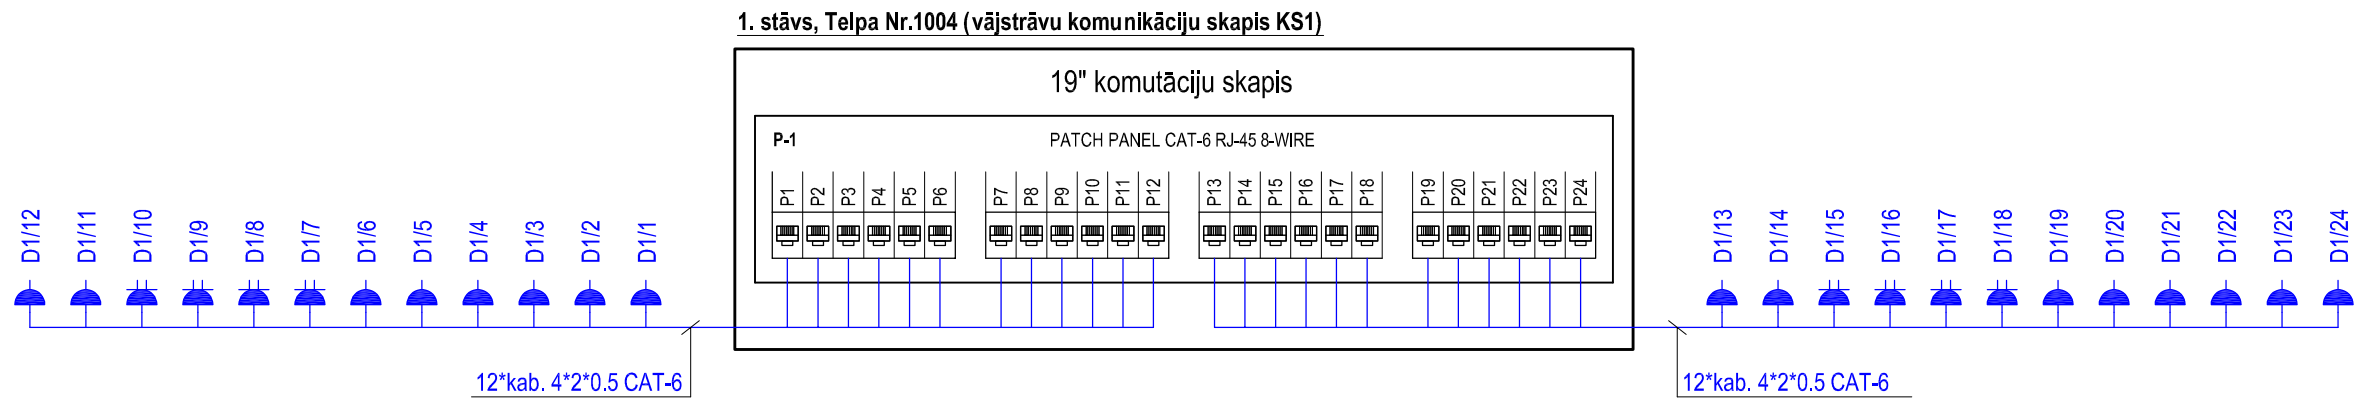 1. stāvs, Telpa Nr.1004 (vājstrāvu komunikāciju skapis KS1)
19" komutāciju skapis
P-1 PATCH PANEL CAT-6 RJ-45 8-WIRE
P1 P2 P3 P4 P5 P6 P7 P8 P9 P10 P11 P12 P13 P14 P15 P16 P17 P18 P19 P20 P21 P22 P23 P24
D1/12 D1/11 D1/10 D1/9 D1/8 D1/7 D1/6 D1/5 D1/4 D1/3 D1/2 D1/1 D1/13 D1/14 D1/15 D1/16 D1/17 D1/18 D1/19 D1/20 D1/21 D1/22 D1/23 D1/24
12*kab. 4*2*0.5 CAT-6 12*kab. 4*2*0.5 CAT-6